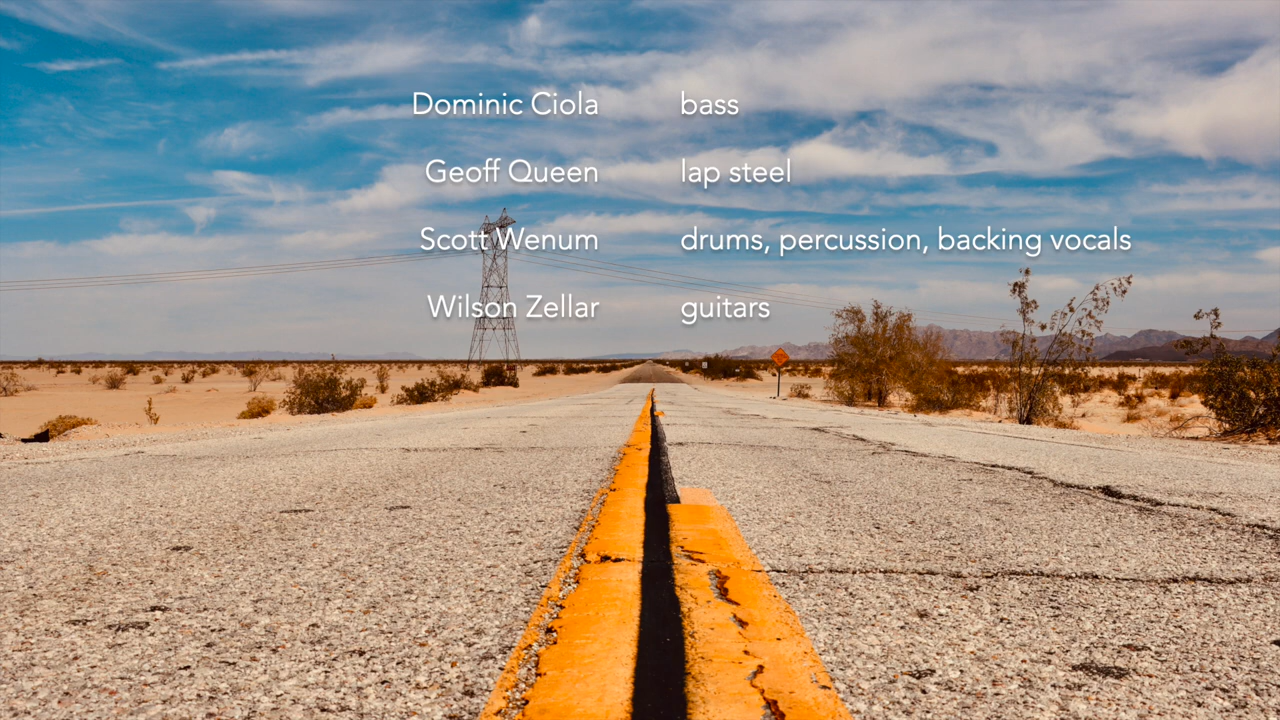 Dominic Ciola bass
Geoff Queen lap steel
Scott Wenum drums, percussion, backing vocals
Wilson Zellar guitars